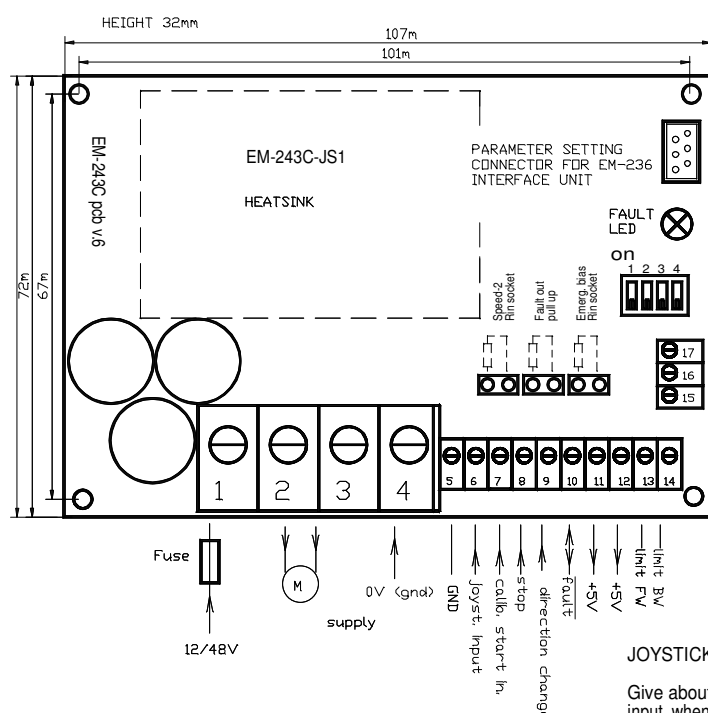 HEIGHT 32mm
107m
101m
72m
67m
EM-243C pcb v.6
EM-243C-JS1
HEATSINK
PARAMETER SETTING
CONNECTOR FOR EM-236
INTERFACE UNIT
FAULT
LED
on
1 2 3 4
Speed-2
Rin socket
Fault out
pull up
Emerg. bias
Rin socket
17
16
15
1 2 3 4
5 6 7 8 9 10 11 12 13 14
Fuse
12/48V
M
supply
0V (gnd)
GND
Joyst. Input
calib, start in,
stop
direction change
fault
+5V
+5V
limit FW
limit BW
JOYSTICK
Give about
input when